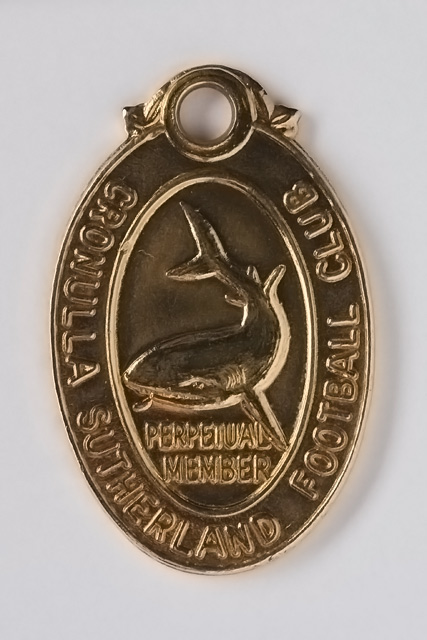 CRONULLA SUTHERLAND FOOTBALL CLUB
PERPETUAL
MEMBER